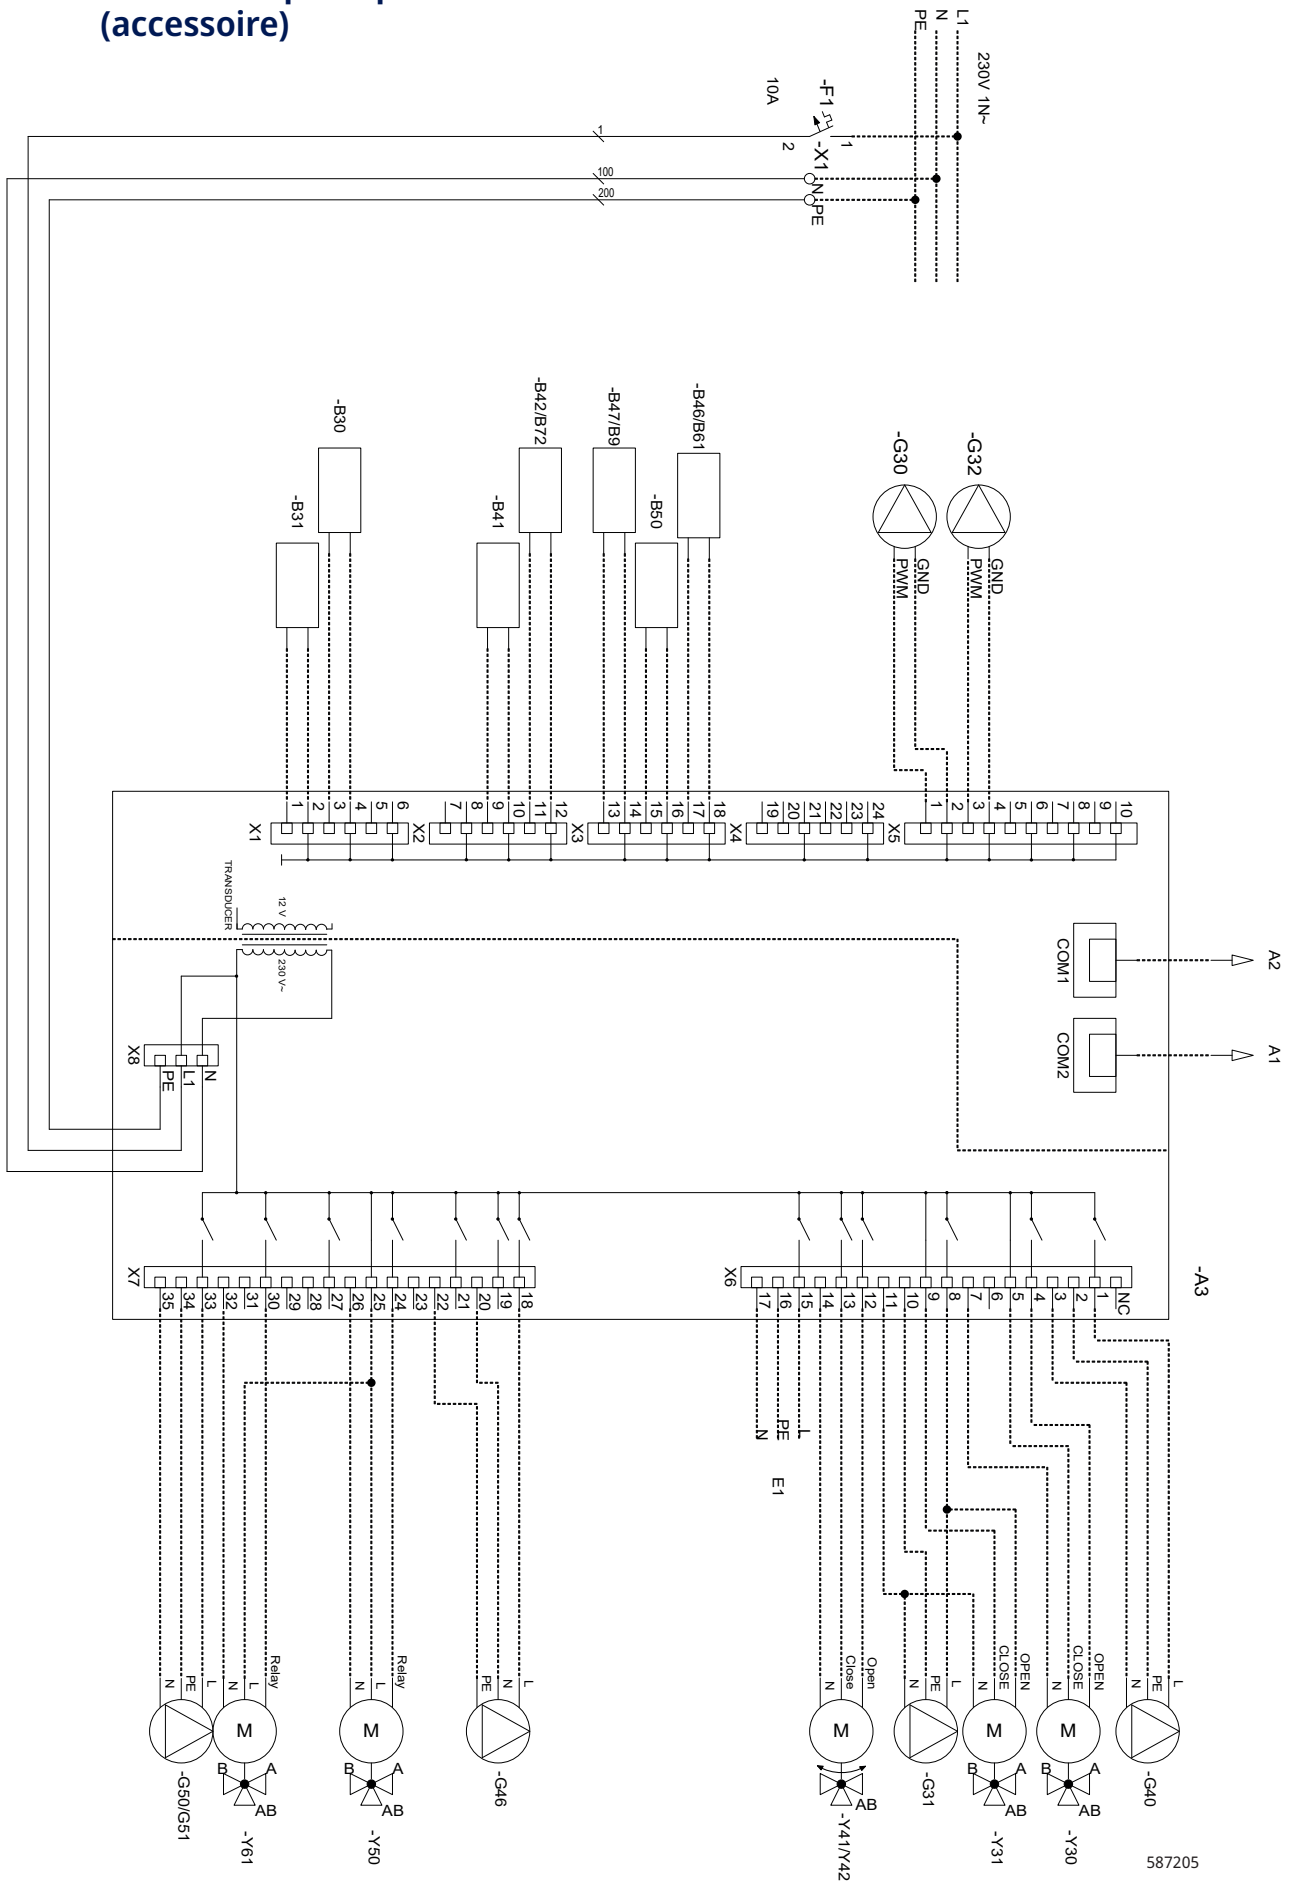 (accessoire)
230V 1N~
L1
N
PE
-F1
10A
1
2
-X1
N
PE
1
100
200
-B30
-B31
-B42/B72
-B41
-B47/B9
-B50
-B46/B61
-G30
-G32
PWM
GND
PWM
GND
1
2
3
4
5
6
X1
7
8
9
10
11
12
X2
13
14
15
16
17
18
X3
19
20
21
22
23
24
X4
1
2
3
4
5
6
7
8
9
10
X5
TRANSDUCER
12 V
230 V~
COM1
A2
COM2
A1
X8
PE
L1
N
-A3
X7
35
34
33
32
31
30
29
28
27
26
25
24
23
22
21
20
19
18
X6
17
16
15
14
13
12
11
10
9
8
7
6
5
4
3
2
1
NC
N
PE
L
E1
N
PE
L
-G50/G51
N
L
Relay
M
B
A
AB
-Y61
N
L
Relay
M
B
A
AB
-Y50
PE
N
L
-G46
N
Close
Open
M
AB
-Y41/Y42
N
PE
L
-G31
N
CLOSE
OPEN
M
B
A
AB
-Y31
N
CLOSE
OPEN
M
B
A
AB
-Y30
N
PE
L
-G40
587205